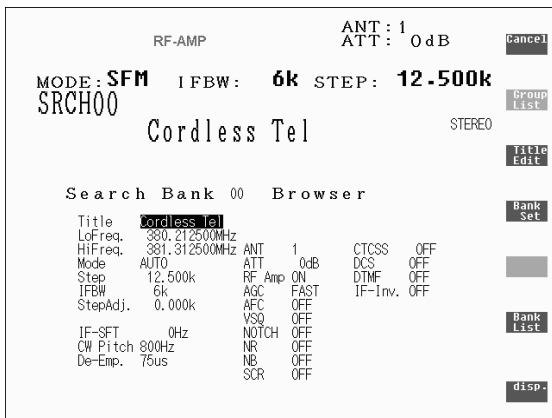 RF-AMP
ANT:1
ATT: 0dB
Cancel
MODE:SFM IFBW: 6k STEP: 12.500k
SRCH00
Group List
Cordless Tel
STEREO
Title Edit
Search Bank 00 Browser
Bank Set
Title Cordless Tel
LoFreq. 380.212500MHz
HiFreq. 381.312500MHz ANT 1 CTCSS OFF
Mode AUTO ATT 0dB DCS OFF
Step 12.500k RF Amp ON DTMF OFF
IFBW 6k AGC FAST IF-Inv. OFF
StepAdj. 0.000k AFC OFF
VSQ OFF
IF-SFT 0Hz NOTCH OFF
CW Pitch 800Hz NR OFF
De-Emp. 75us NB OFF
SCR OFF
Bank List
disp.